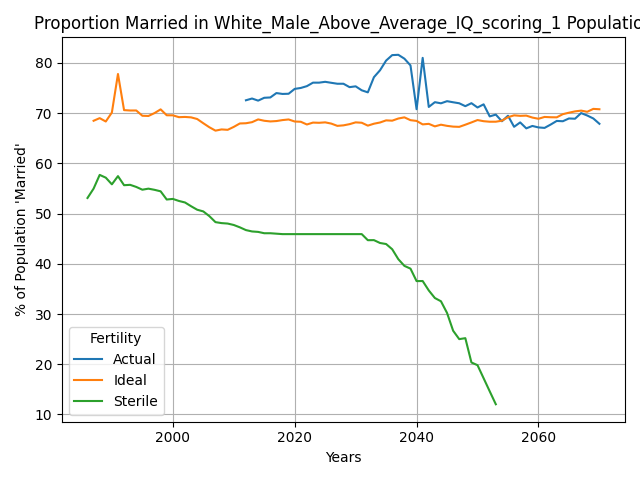 Proportion Married in White_Male_Above_Average_IQ_scoring_1 Populatio
% of Population 'Married'
80
70
60
50
40
30
20
10
Fertility
Actual
Ideal
Sterile
2000 2020 2040 2060
Years